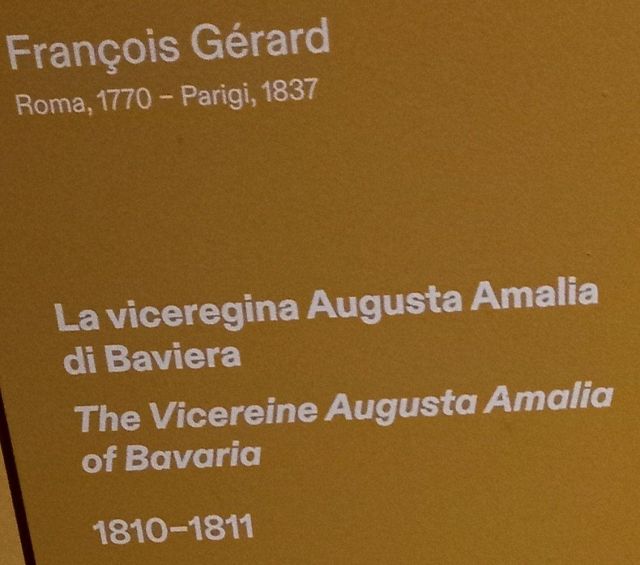 François Gérard
Roma, 1770 – Parigi, 1837
La viceregina Augusta Amalia
di Baviera
The Vicereine Augusta Amalia
of Bavaria
1810–1811